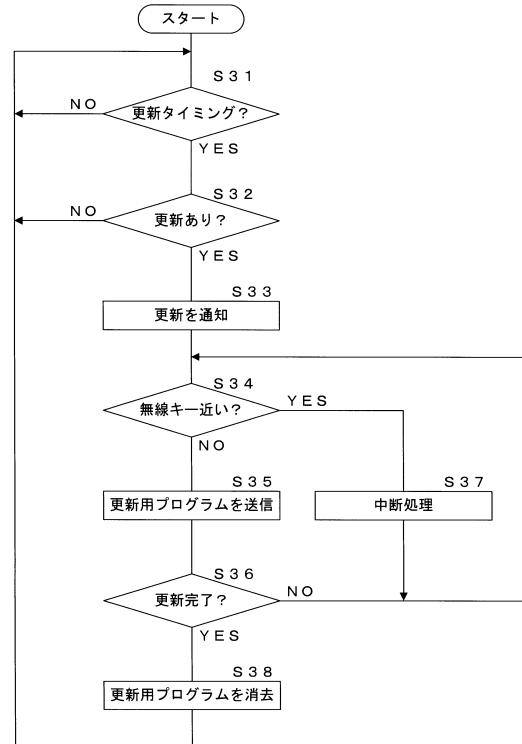 スタート
S31
更新タイミング?
NO
YES
S32
更新あり?
NO
YES
S33
更新を通知
S34
無線キー近い?
YES
NO
S35
更新用プログラムを送信
S37
中断処理
S36
更新完了?
NO
YES
S38
更新用プログラムを消去